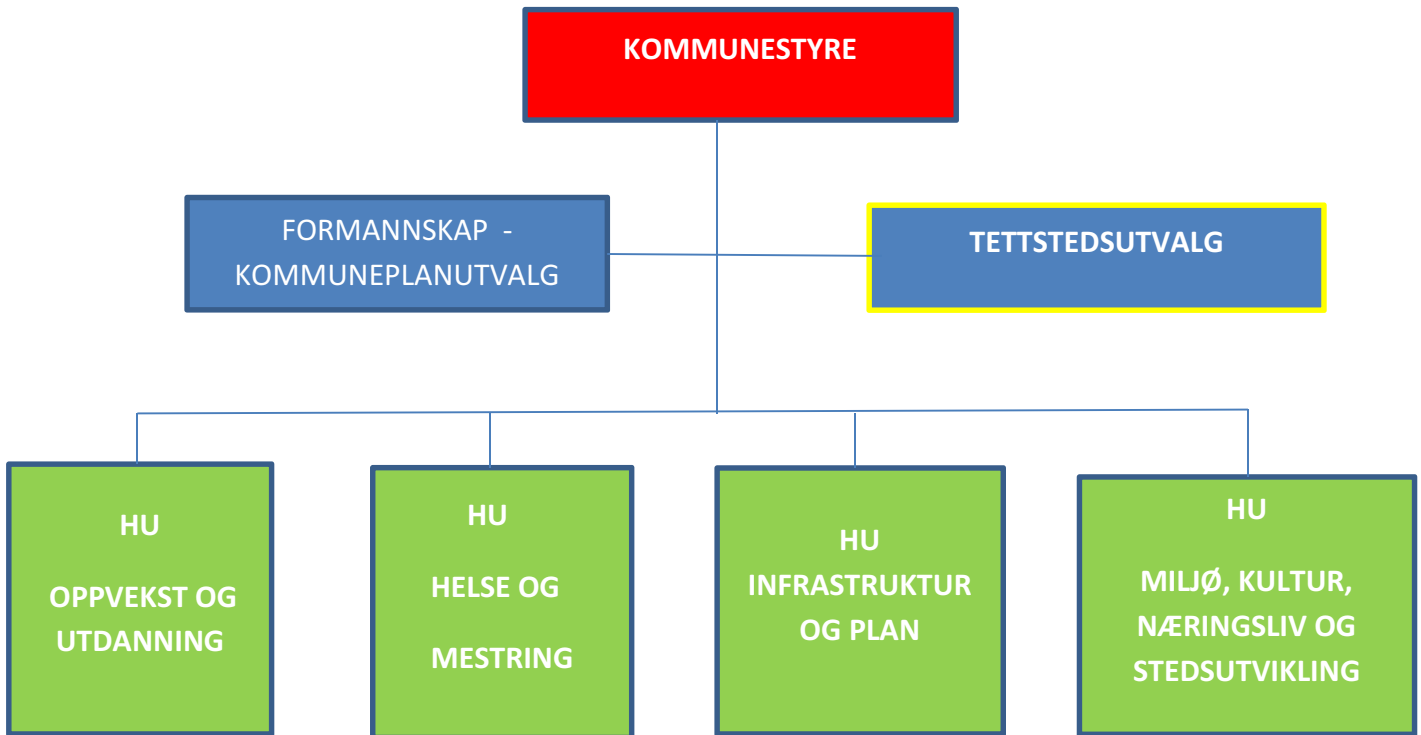 KOMMUNESTYRE
FORMANNSKAP -
KOMMUNEPLANUTVALG
TETTSTEDSUTVALG
HU
OPPVEKST OG
UTDANNING
HU
HELSE OG
MESTRING
HU
INFRASTRUKTUR
OG PLAN
HU
MILJØ, KULTUR,
NÆRINGSLIV OG
STEDSUTVIKLING